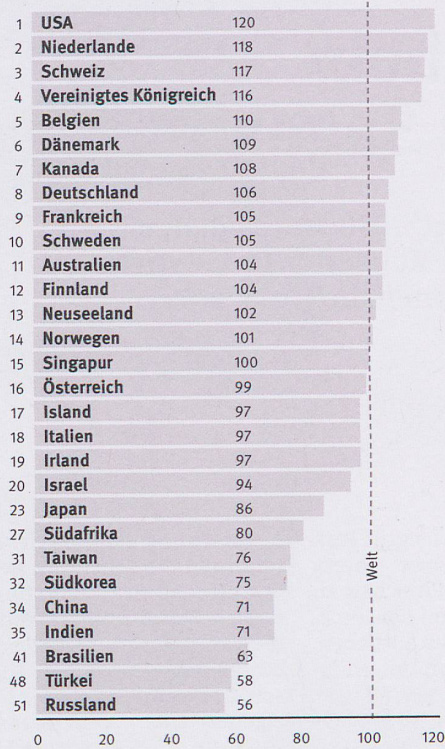 1 USA 120
2 Niederlande 118
3 Schweiz 117
4 Vereinigtes Königreich 116
5 Belgien 110
6 Dänemark 109
7 Kanada 108
8 Deutschland 106
9 Frankreich 105
10 Schweden 105
11 Australien 104
12 Finnland 104
13 Neuseeland 102
14 Norwegen 101
15 Singapur 100
16 Österreich 99
17 Island 97
18 Italien 97
19 Irland 97
20 Israel 94
23 Japan 86
27 Südafrika 80
31 Taiwan 76
32 Südkorea 75
34 China 71
35 Indien 71
41 Brasilien 63
48 Türkei 58
51 Russland 56
Welt
0 20 40 60 80 100 120